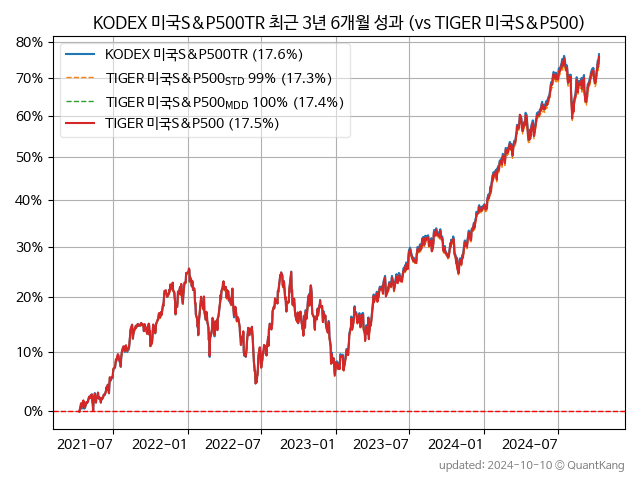 KODEX 미국S&P500TR 최근 3년 6개월 성과 (vs TIGER 미국S&P500)
80%
70%
60%
50%
40%
30%
20%
10%
0%
KODEX 미국S&P500TR (17.6%)
TIGER 미국S&P500STD 99% (17.3%)
TIGER 미국S&P500MDD 100% (17.4%)
TIGER 미국S&P500 (17.5%)
2021-07 2022-01 2022-07 2023-01 2023-07 2024-01 2024-07
updated: 2024-10-10 © QuantKang